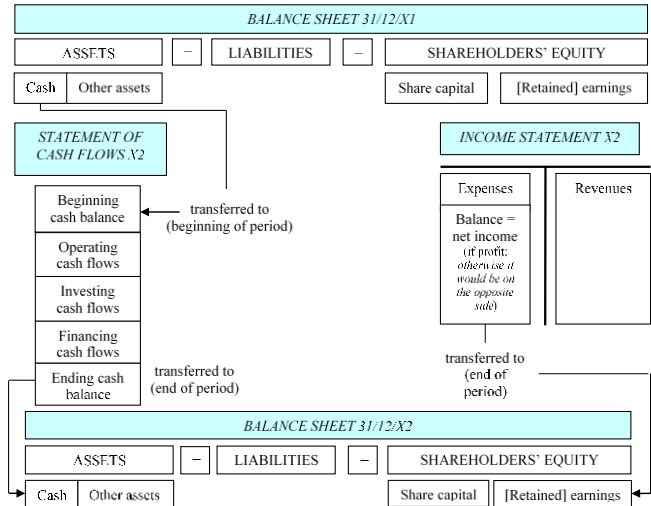 BALANCE SHEET 31/12/X1
ASSETS – LIABILITIES – SHAREHOLDERS' EQUITY
Cash Other assets Share capital [Retained] earnings
STATEMENT OF
CASH FLOWS X2
INCOME STATEMENT X2
Beginning
cash balance
transferred to
(beginning of period)
Operating
cash flows
Investing
cash flows
Financing
cash flows
Ending cash
balance
transferred to
(end of period)
Expenses
Revenues
Balance =
net income
(if profit;
otherwise it
would be on
the opposite
side)
transferred to
(end of
period)
BALANCE SHEET 31/12/X2
ASSETS – LIABILITIES – SHAREHOLDERS' EQUITY
Cash Other assets Share capital [Retained] earnings